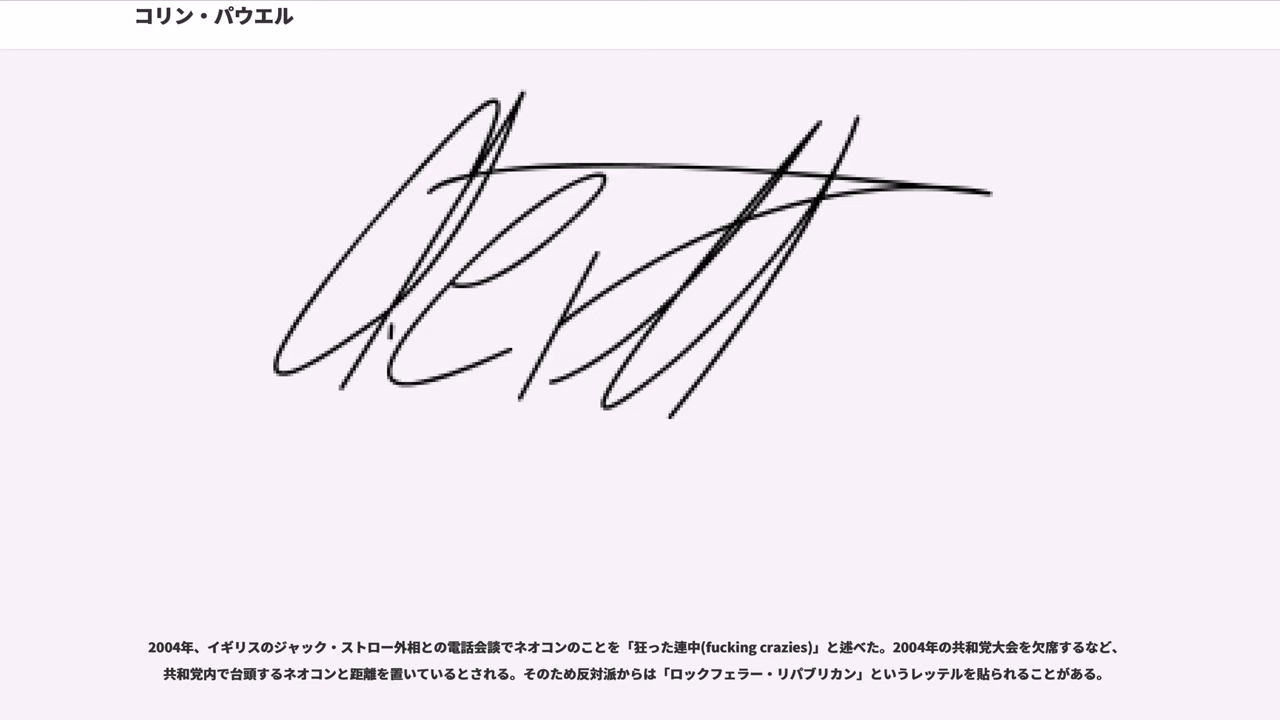 コリン・パウエル
2004年、イギリスのジャック・ストロー外相との電話会談でネオコンのことを「狂った連中(fucking crazies)」と述べた。2004年の共和党大会を欠席するなど、
共和党内で台頭するネオコンと距離を置いているとされる。そのため反対派からは「ロックフェラー・リパブリカン」というレッテルを貼られることがある。